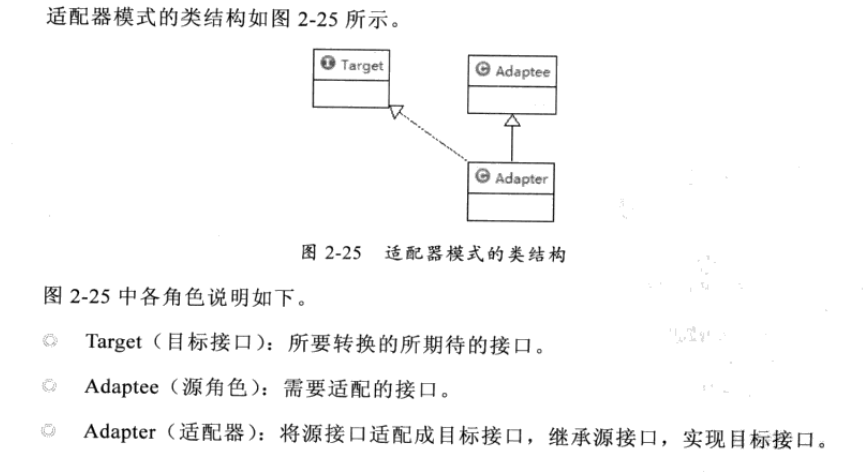 适配器模式的类结构如图 2-25 所示。
Target
Adaptee
Adapter
图 2-25 适配器模式的类结构
图 2-25 中各角色说明如下。
Target（目标接口）：所要转换的所期待的接口。
Adaptee（源角色）：需要适配的接口。
Adapter（适配器）：将源接口适配成目标接口，继承源接口，实现目标接口。